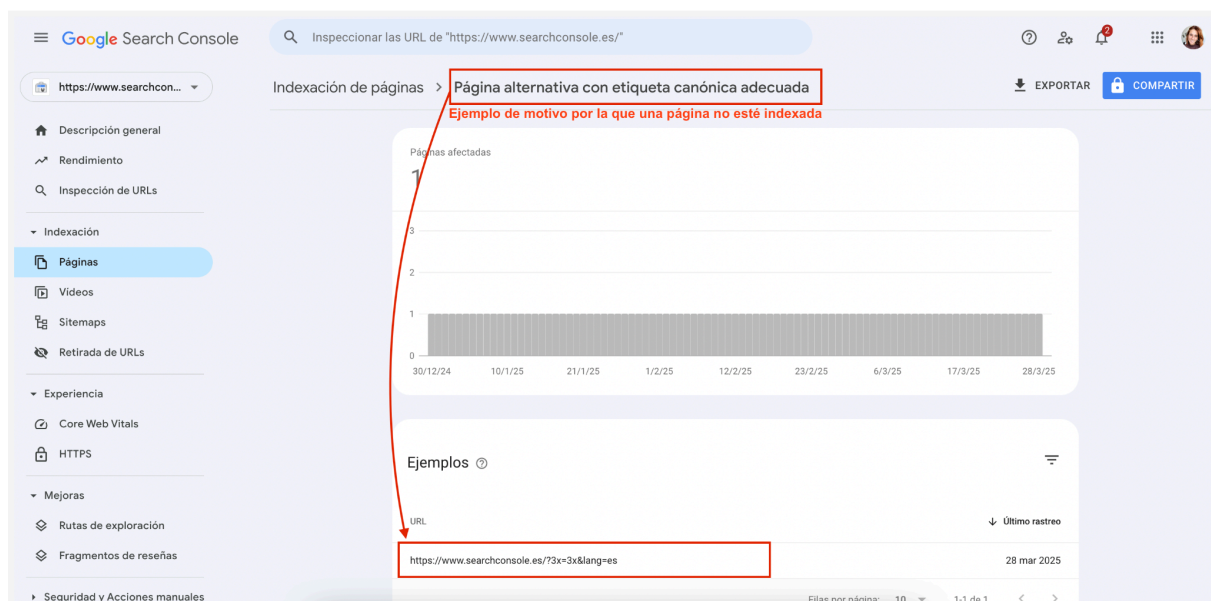 Google Search Console
Inspeccionar las URL de "https://www.searchconsole.es/"
2
https://www.searchcon...
Indexación de páginas > Página alternativa con etiqueta canónica adecuada
EXPORTAR
COMPARTIR
Ejemplo de motivo por la que una página no esté indexada
Descripción general
Rendimiento
Inspección de URLs
Indexación
Páginas
Vídeos
Sitemaps
Retirada de URLs
Experiencia
Core Web Vitals
HTTPS
Mejoras
Rutas de exploración
Fragmentos de reseñas
Seguridad y Acciones manuales
Páginas afectadas
1
3
2
1
0
30/12/24 10/1/25 21/1/25 1/2/25 12/2/25 23/2/25 6/3/25 17/3/25 28/3/25
Ejemplos
URL Último rastreo
https://www.searchconsole.es/?3x=3x&lang=es 28 mar 2025
Filas por página: 10 1-1 de 1